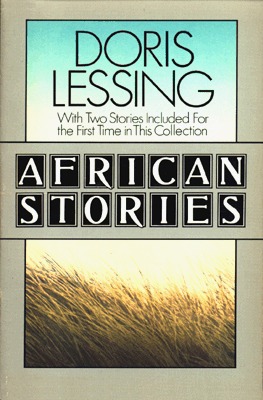 DORIS
LESSING
With Two Stories Included For
the First Time in This Collection
AFRICAN
STORIES